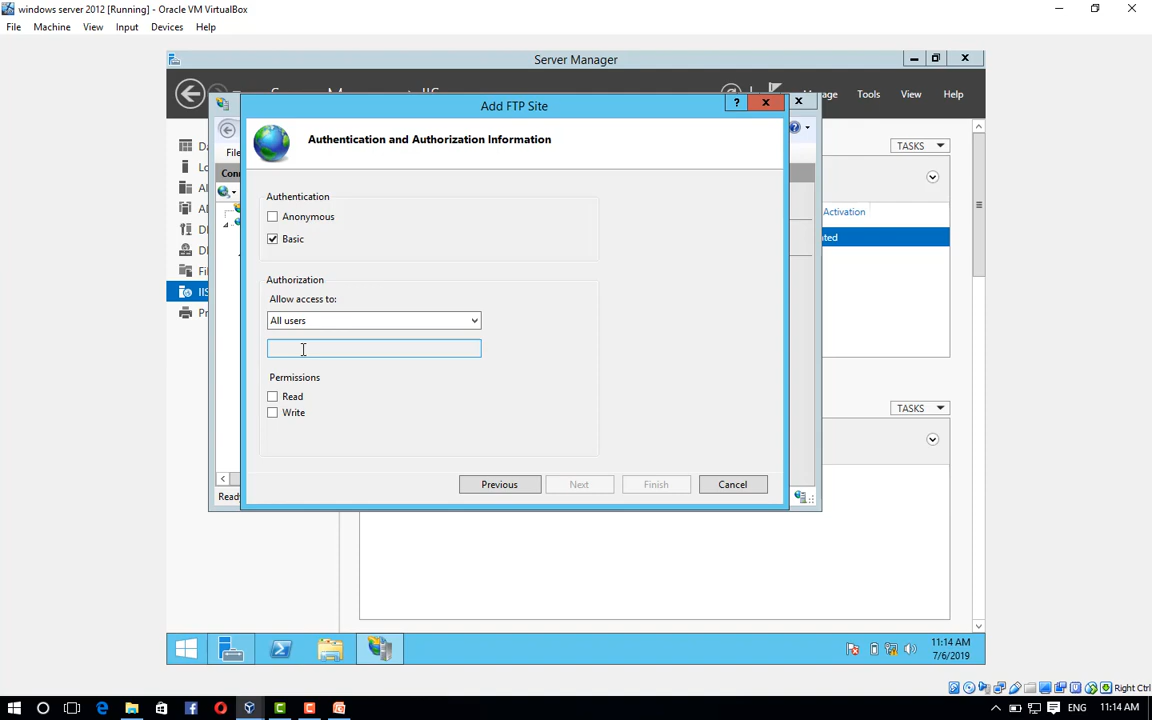 windows server 2012 [Running] - Oracle VM VirtualBox
File Machine View Input Devices Help
Server Manager
Manage Tools View Help
Add FTP Site
?
Authentication and Authorization Information
File
TASKS
Activation
Authentication
Anonymous
Basic
IIS
Authorization
Allow access to:
All users
Permissions
Read
Write
TASKS
Previous Next Finish Cancel
11:14 AM
7/6/2019
Right Ctrl
ENG 11:14 AM